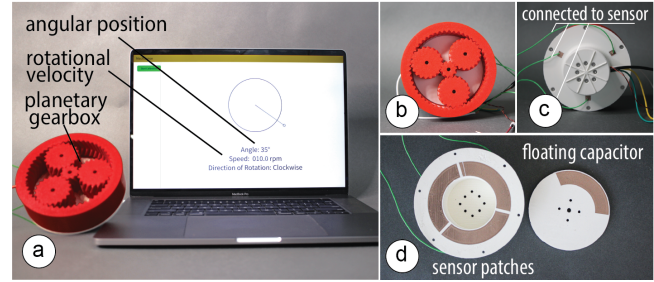 angular position
rotational
velocity
planetary
gearbox
Angle: 35°
Speed: 010.0 rpm
Direction of Rotation: Clockwise
a
b
connected to sensor
c
floating capacitor
d
sensor patches